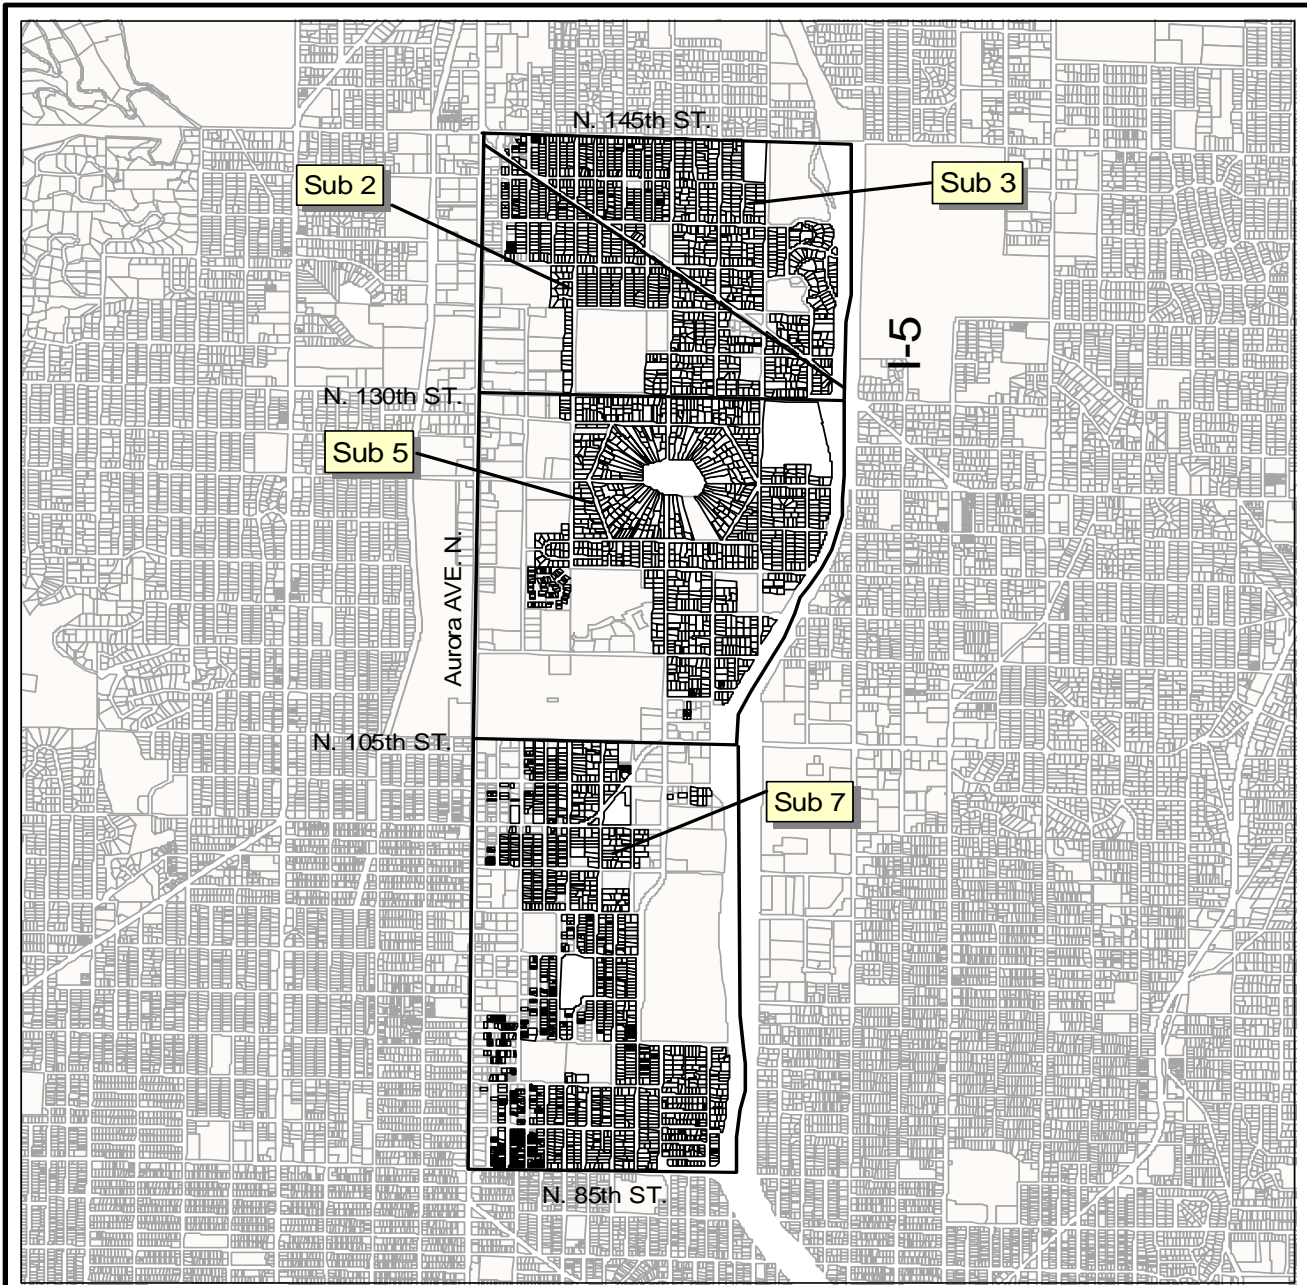 N. 145th ST.
Sub 2
Sub 3
I-5
N. 130th ST.
Sub 5
Aurora AVE. N.
N. 105th ST.
Sub 7
N. 85th ST.